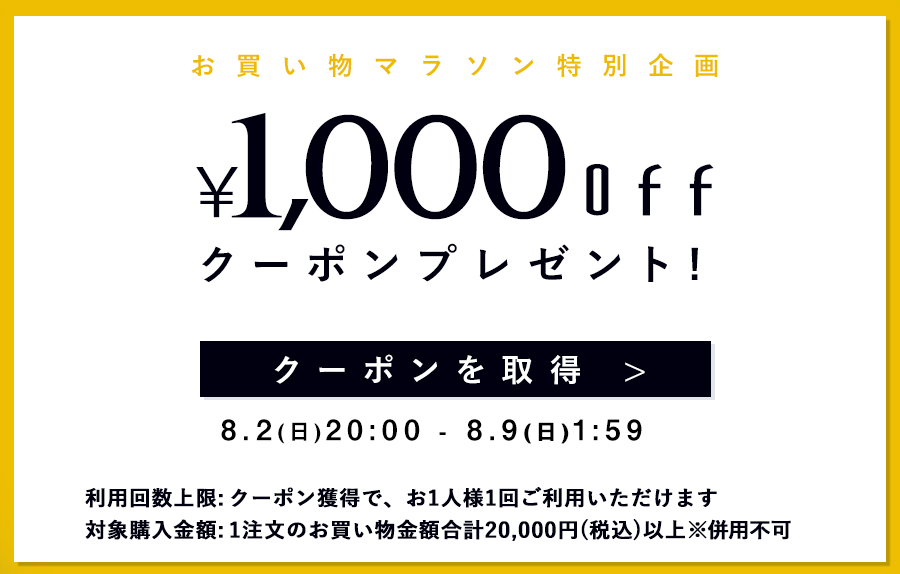 お買い物マラソン特別企画
¥1,000 Off
クーポンプレゼント!
クーポンを取得 >
8.2(日)20:00 - 8.9(日)1:59
利用回数上限: クーポン獲得で、お1人様1回ご利用いただけます
対象購入金額: 1注文のお買い物金額合計20,000円(税込)以上※併用不可